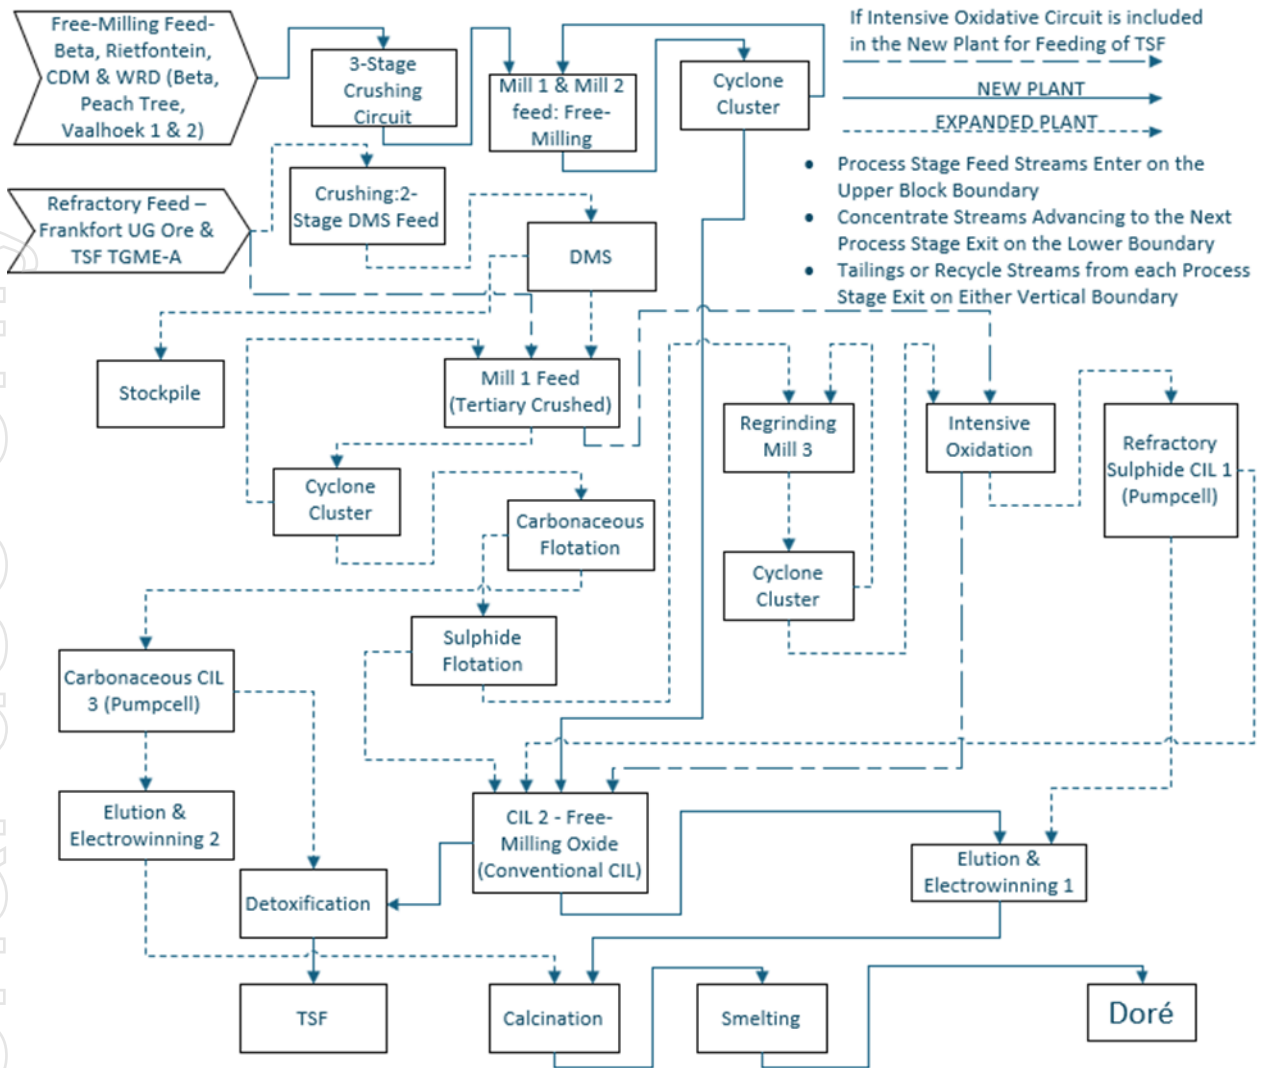 Free-Milling Feed-
Beta, Rietfontein,
CDM & WRD (Beta,
Peach Tree,
Vaalhoek 1 & 2)
3-Stage
Crushing
Circuit
Mill 1 & Mill 2
feed: Free-
Milling
Cyclone
Cluster
If Intensive Oxidative Circuit is included
in the New Plant for Feeding of TSF
NEW PLANT
EXPANDED PLANT
• Process Stage Feed Streams Enter on the
Upper Block Boundary
• Concentrate Streams Advancing to the Next
Process Stage Exit on the Lower Boundary
• Tailings or Recycle Streams from each Process
Stage Exit on Either Vertical Boundary
Refractory Feed –
Frankfort UG Ore &
TSF TGME-A
Crushing:2-
Stage DMS Feed
DMS
Stockpile
Mill 1 Feed
(Tertiary Crushed)
Regrinding
Mill 3
Intensive
Oxidation
Refractory
Sulphide CIL 1
(Pumpcell)
Cyclone
Cluster
Carbonaceous
Flotation
Cyclone
Cluster
Sulphide
Flotation
Carbonaceous CIL
3 (Pumpcell)
Elution &
Electrowinning 2
CIL 2 - Free-
Milling Oxide
(Conventional CIL)
Elution &
Electrowinning 1
Detoxification
TSF
Calcination
Smelting
Doré